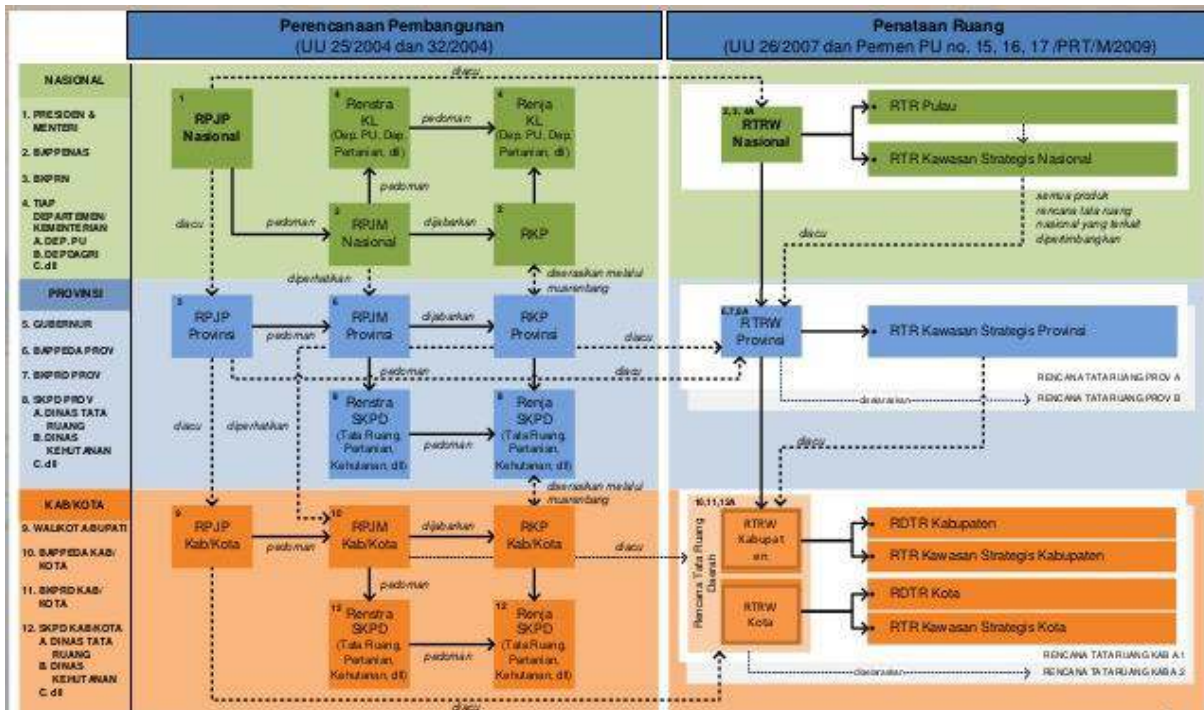 Perencanaan Pembangunan
(UU 25/2004 dan 32/2004)
Penataan Ruang
(UU 26/2007 dan Permen PU no. 15, 16, 17 /PRT/M/2009)
NASIONAL
1. PRESIDEN &
MENTERI
2. BAPPENAS
3. BKPRN
4. TIAP
DEPARTEMEN/
KEMENTERIAN
A. DEP. PU
B. DEPDAGRI
C. dll
diacu
1
RPJP
Nasional
4
Renstra
KL
(Dep. PU, Dep.
Pertanian, dll)
pedoman
4
Renja
KL
(Dep. PU, Dep.
Pertanian, dll)
2, 3, 4A
RTRW
Nasional
RTR Pulau
RTR Kawasan Strategis Nasional
diacu
pedoman
pedoman
2
RPJM
Nasional
dijabarkan
2
RKP
semua produk
rencana tata ruang
nasional yang terkait
dipertimbangkan
diacu
diperhatikan
diserasikan melalui
musrenbang
PROVINSI
5. GUBERNUR
6. BAPPEDA PROV
7. BKPRD PROV
8. SKPD PROV
A. DINAS TATA
RUANG
B. DINAS
KEHUTANAN
C. dll
RPJP
Provinsi
pedoman
6
RPJM
Provinsi
dijabarkan
RKP
Provinsi
diacu
diacu
6,7,8A
RTRW
Provinsi
RTR Kawasan Strategis Provinsi
RENCANA TATA RUANG PROV A
diselaraskan
RENCANA TATA RUANG PROV B
diacu
diperhatikan
8
Renstra
SKPD
(Tata Ruang,
Pertanian,
Kehutanan, dll)
pedoman
8
Renja
SKPD
(Tata Ruang,
Pertanian,
Kehutanan, dll)
diacu
diserasikan melalui
musrenbang
KAB/KOTA
9. WALIKOTA/BUPATI
10. BAPPEDA KAB/
KOTA
11. BKPRD KAB/
KOTA
12. SKPD KAB/KOTA
A. DINAS TATA
RUANG
B. DINAS
KEHUTANAN
C. dll
9
RPJP
Kab/Kota
pedoman
10
RPJM
Kab/Kota
dijabarkan
RKP
Kab/Kota
diacu
10,11,12A
Rencana Tata Ruang
Daerah
RTRW
Kabupat
en
RDTR Kabupaten
RTR Kawasan Strategis Kabupaten
pedoman
12
Renstra
SKPD
(Tata Ruang,
Pertanian,
Kehutanan, dll)
pedoman
12
Renja
SKPD
(Tata Ruang,
Pertanian,
Kehutanan, dll)
RTRW
Kota
RDTR Kota
RTR Kawasan Strategis Kota
RENCANA TATA RUANG KAB A.1
diselaraskan
RENCANA TATA RUANG KAB A.2
diacu